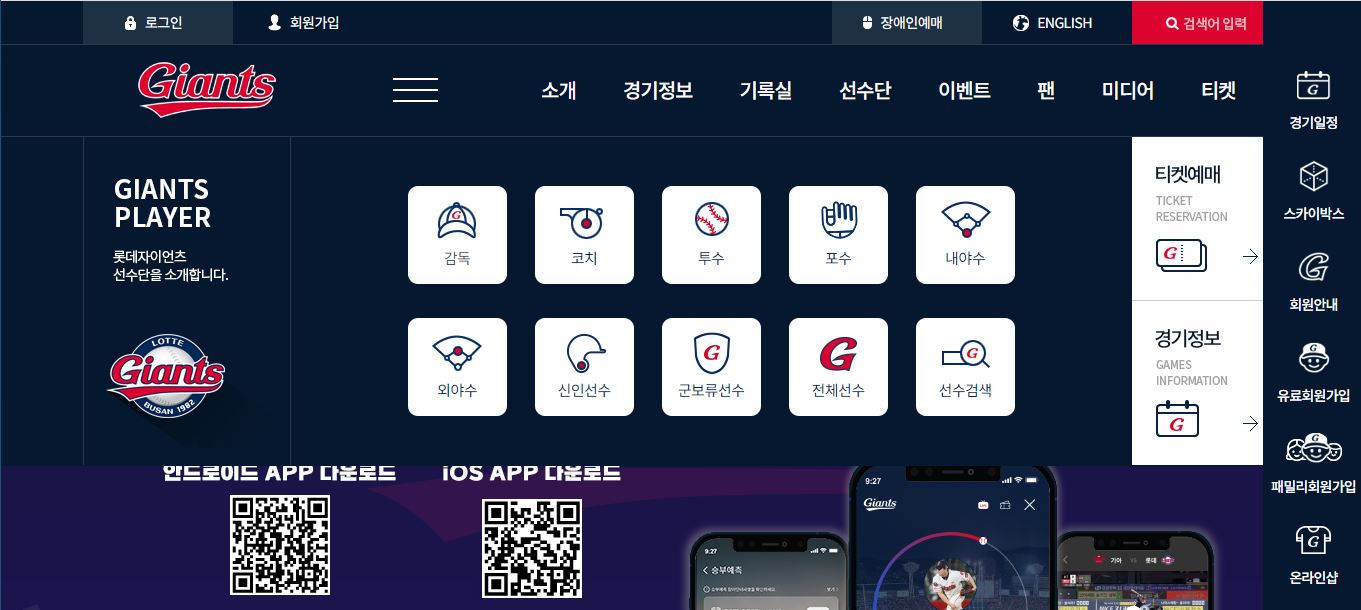 로그인
회원가입
장애인예매
ENGLISH
검색어 입력
Giants
소개
경기정보
기록실
선수단
이벤트
팬
미디어
티켓
GIANTS
PLAYER
롯데자이언츠
선수단을 소개합니다.
LOTTE
Giants
BUSAN 1982
G
감독
코치
투수
포수
내야수
외야수
신인선수
G
군보류선수
G
전체선수
G
선수검색
티켓예매
TICKET
RESERVATION
G
경기정보
GAMES
INFORMATION
G
G
경기일정
스카이박스
G
회원안내
G
유료회원가입
G
패밀리회원가입
G
온라인샵
안드로이드 APP 다운로드
iOS APP 다운로드
9:27
승부예측
9:27
Giants
기아
VS
롯데